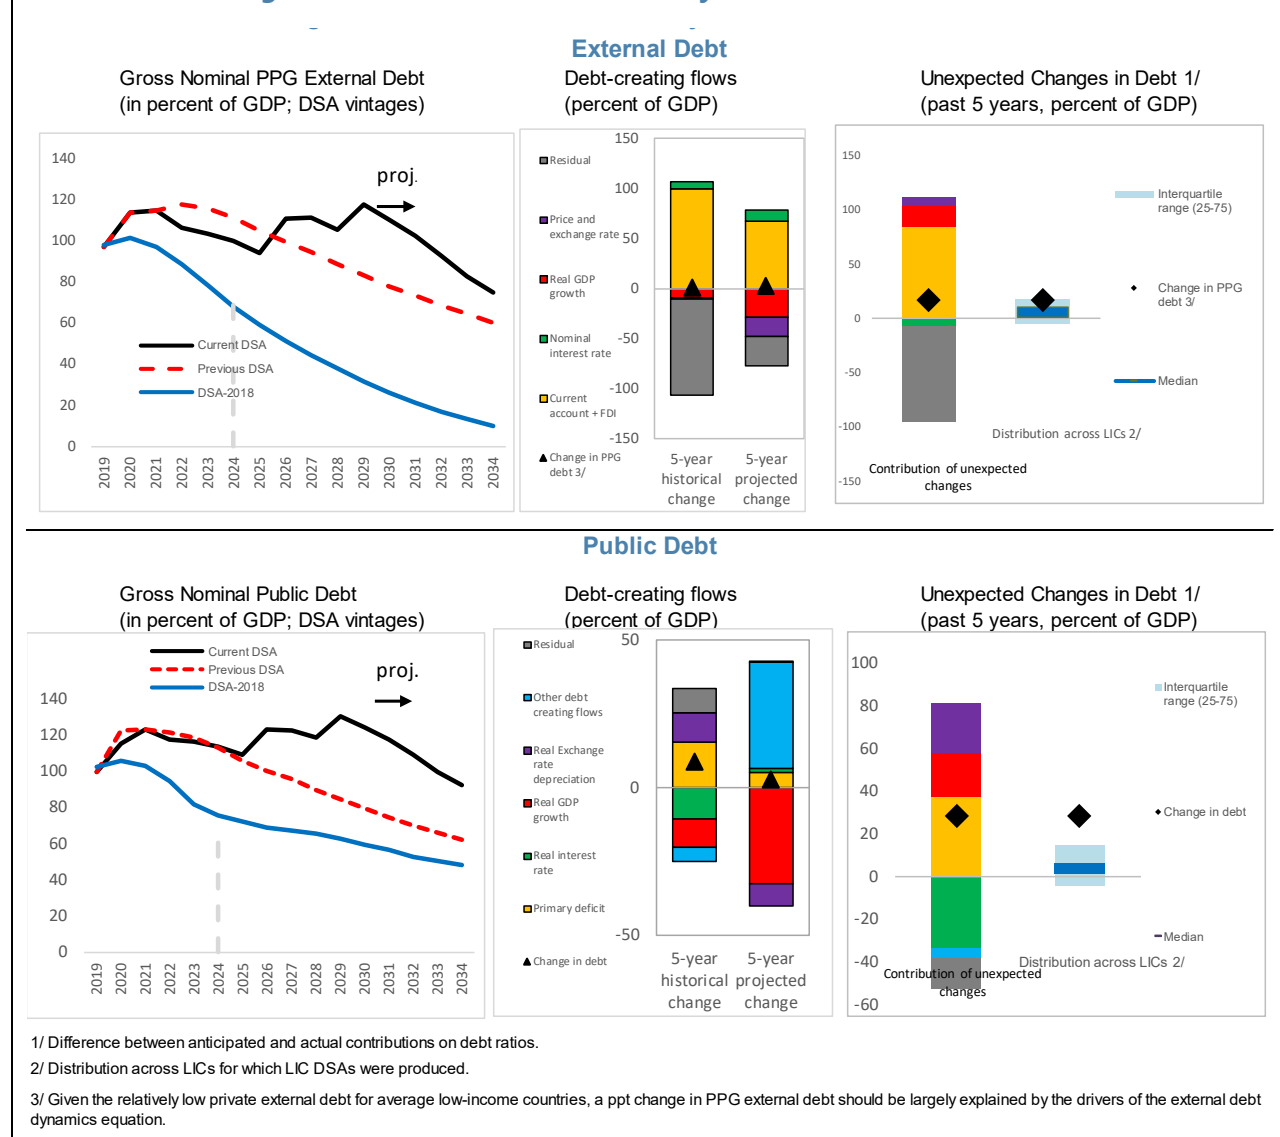 External Debt
Gross Nominal PPG External Debt
(in percent of GDP; DSA vintages)
140
120
100
80
60
40
20
0
proj.
Current DSA
Previous DSA
DSA-2018
2019
2020
2021
2022
2023
2024
2025
2026
2027
2028
2029
2030
2031
2032
2033
2034
Debt-creating flows
(percent of GDP)
150
100
50
0
-50
-100
-150
Residual
Price and
exchange rate
Real GDP
growth
Nominal
interest rate
Current
account + FDI
Change in PPG
debt 3/
5-year
historical
change
5-year
projected
change
Unexpected Changes in Debt 1/
(past 5 years, percent of GDP)
150
100
50
0
-50
-100
-150
Interquartile
range (25-75)
Change in PPG
debt 3/
Median
Distribution across LICs 2/
Contribution of unexpected
changes
Public Debt
Gross Nominal Public Debt
(in percent of GDP; DSA vintages)
Current DSA
Previous DSA
DSA-2018
proj.
140
120
100
80
60
40
20
0
2019
2020
2021
2022
2023
2024
2025
2026
2027
2028
2029
2030
2031
2032
2033
2034
Debt-creating flows
(percent of GDP)
50
0
-50
Residual
Other debt
creating flows
Real Exchange
rate
depreciation
Real GDP
growth
Real interest
rate
Primary deficit
Change in debt
5-year
historical
change
5-year
projected
change
Unexpected Changes in Debt 1/
(past 5 years, percent of GDP)
100
80
60
40
20
0
-20
-40
-60
Interquartile
range (25-75)
Change in debt
Median
Distribution across LICs 2/
Contribution of unexpected
changes
1/ Difference between anticipated and actual contributions on debt ratios.
2/ Distribution across LICs for which LIC DSAs were produced.
3/ Given the relatively low private external debt for average low-income countries, a ppt change in PPG external debt should be largely explained by the drivers of the external debt
dynamics equation.